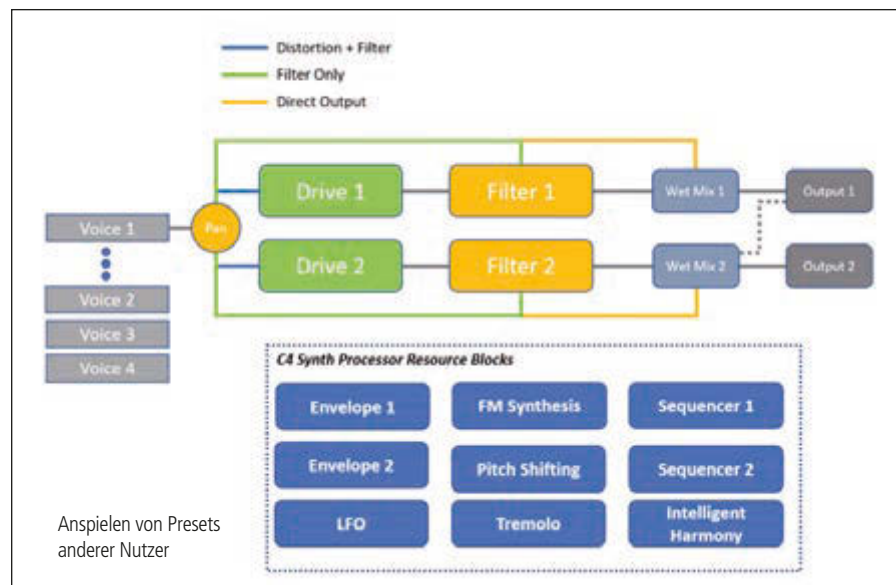 Distortion + Filter
Filter Only
Direct Output
Drive 1
Filter 1
Wet Mix 1
Output 1
Voice 1
Pan
Drive 2
Filter 2
Wet Mix 2
Output 2
Voice 2
Voice 3
Voice 4
C4 Synth Processor Resource Blocks
Envelope 1
FM Synthesis
Sequencer 1
Envelope 2
Pitch Shifting
Sequencer 2
LFO
Tremolo
Intelligent
Harmony
Anspielen von Presets
anderer Nutzer